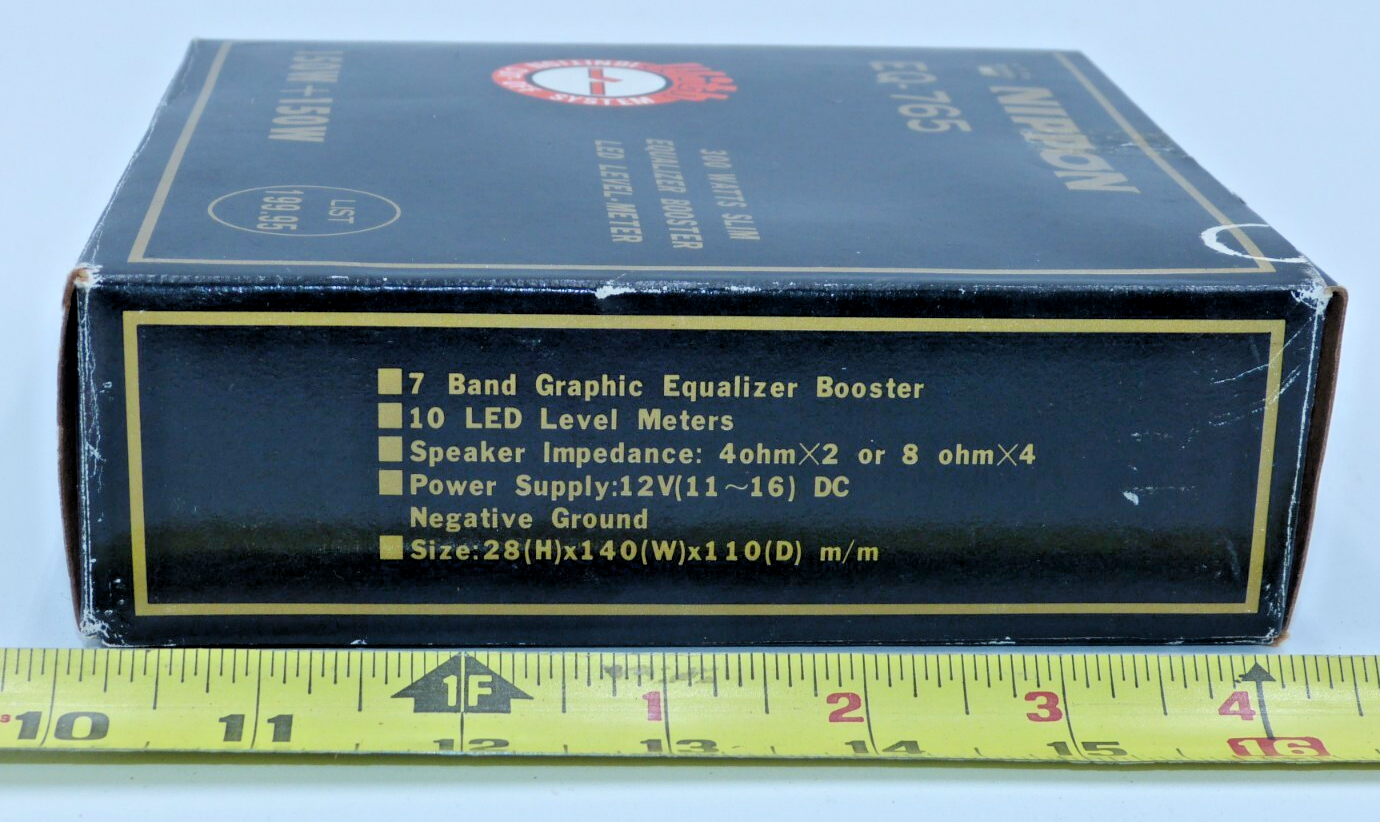 NIPPON
EQ-765
300 WATTS SLIM
EQUALIZER BOOSTER
LED LEVEL-METER
SYSTEM
150W+150W
LIST
199.95
7 Band Graphic Equalizer Booster
10 LED Level Meters
Speaker Impedance: 4ohm×2 or 8 ohm×4
Power Supply:12V(11~16) DC
Negative Ground
Size:28(H)x140(W)x110(D) m/m
1F 1 2 3 4
10 11 12 13 14 15 16